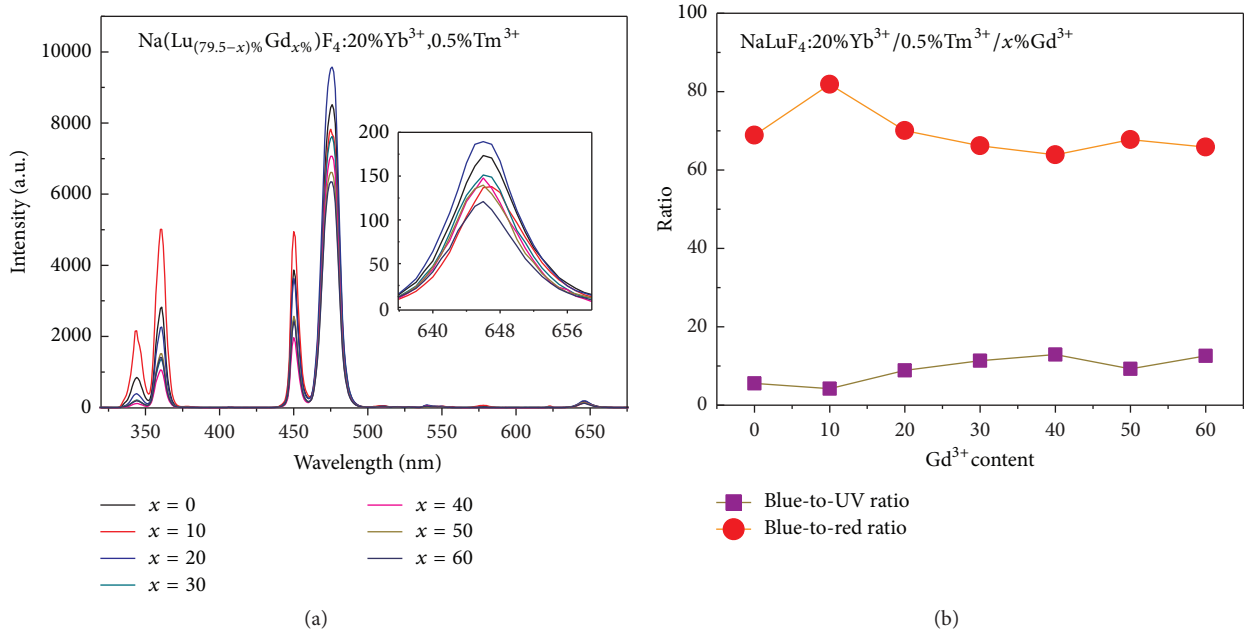 Na(Lu(79.5−x)%Gdx%)F4:20%Yb3+,0.5%Tm3+
10000
8000
6000
4000
2000
0
Intensity (a.u.)
200
150
100
50
0
640 648 656
350 400 450 500 550 600 650
Wavelength (nm)
x = 0
x = 10
x = 20
x = 30
x = 40
x = 50
x = 60
(a)
NaLuF4:20%Yb3+/0.5%Tm3+/x%Gd3+
100
80
60
40
20
0
Ratio
0 10 20 30 40 50 60
Gd3+ content
Blue-to-UV ratio
Blue-to-red ratio
(b)